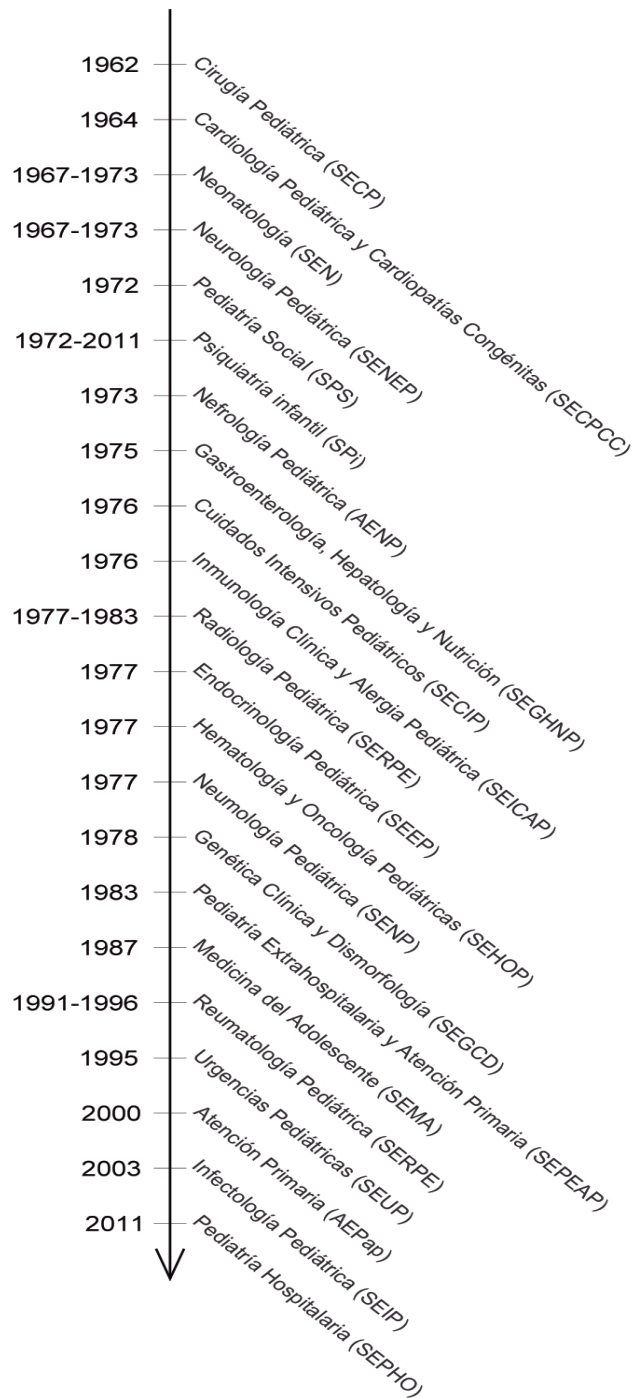 1962 Cirugía Pediátrica (SECP)
1964 Cardiología Pediátrica y Cardiopatías Congénitas (SECPCC)
1967-1973 Neonatología (SEN)
1967-1973 Neurología Pediátrica (SENEP)
1972 Pediatría Social (SPS)
1972-2011 Psiquiatría infantil (SPi)
1973 Nefrología Pediátrica (AENP)
1975 Gastroenterología, Hepatología y Nutrición (SEGHNP)
1976 Cuidados Intensivos Pediátricos (SECIP)
1976 Inmunología Clínica y Alergia Pediátrica (SEICAP)
1977-1983 Radiología Pediátrica (SERPE)
1977 Endocrinología Pediátrica (SEEP)
1977 Hematología y Oncología Pediátricas (SEHOP)
1977 Neumología Pediátrica (SENP)
1978 Genética Clínica y Dismorfología (SEGCD)
1983 Pediatría Extrahospitalaria y Atención Primaria (SEPEAP)
1987 Medicina del Adolescente (SEMA)
1991-1996 Reumatología Pediátrica (SERPE)
1995 Urgencias Pediátricas (SEUP)
2000 Atención Primaria (AEPap)
2003 Infectología Pediátrica (SEIP)
2011 Pediatría Hospitalaria (SEPHO)